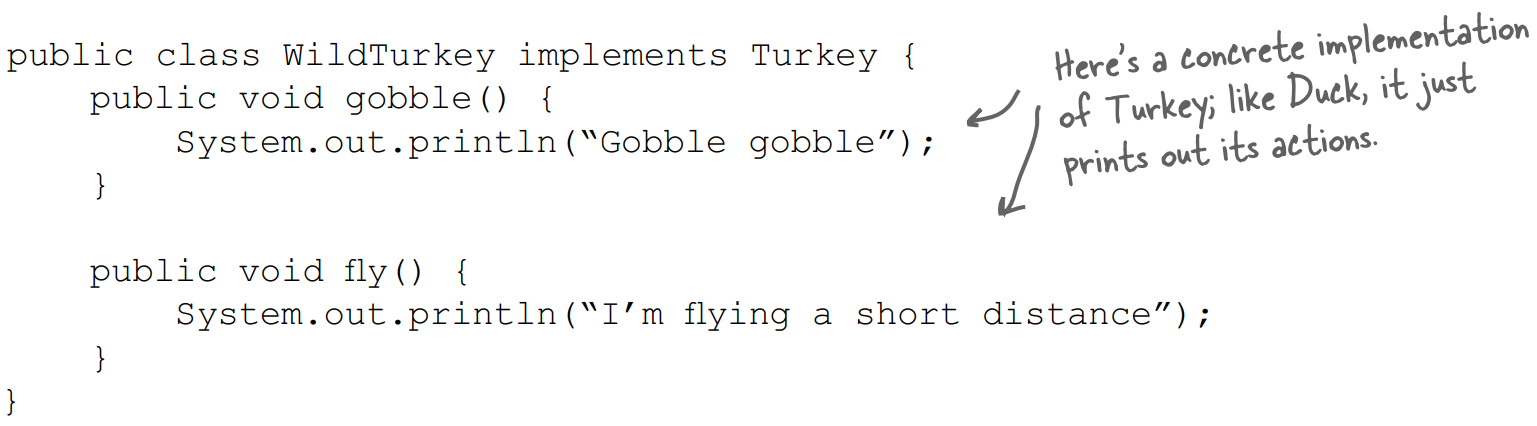 public class WildTurkey implements Turkey {
public void gobble() {
System.out.println(“Gobble gobble”);
}
public void fly() {
System.out.println(“I’m flying a short distance”);
}
}
Here's a concrete implementation
of Turkey; like Duck, it just
prints out its actions.